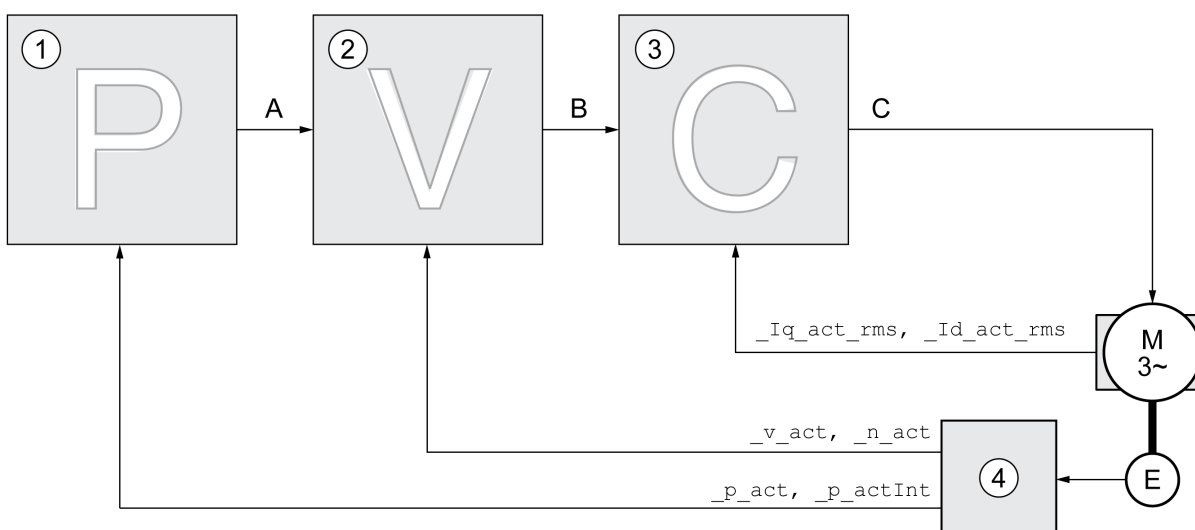 1
P
A
2
V
B
3
C
C
_Iq_act_rms, _Id_act_rms
M
3~
_v_act, _n_act
_p_act, _p_actInt
4
E